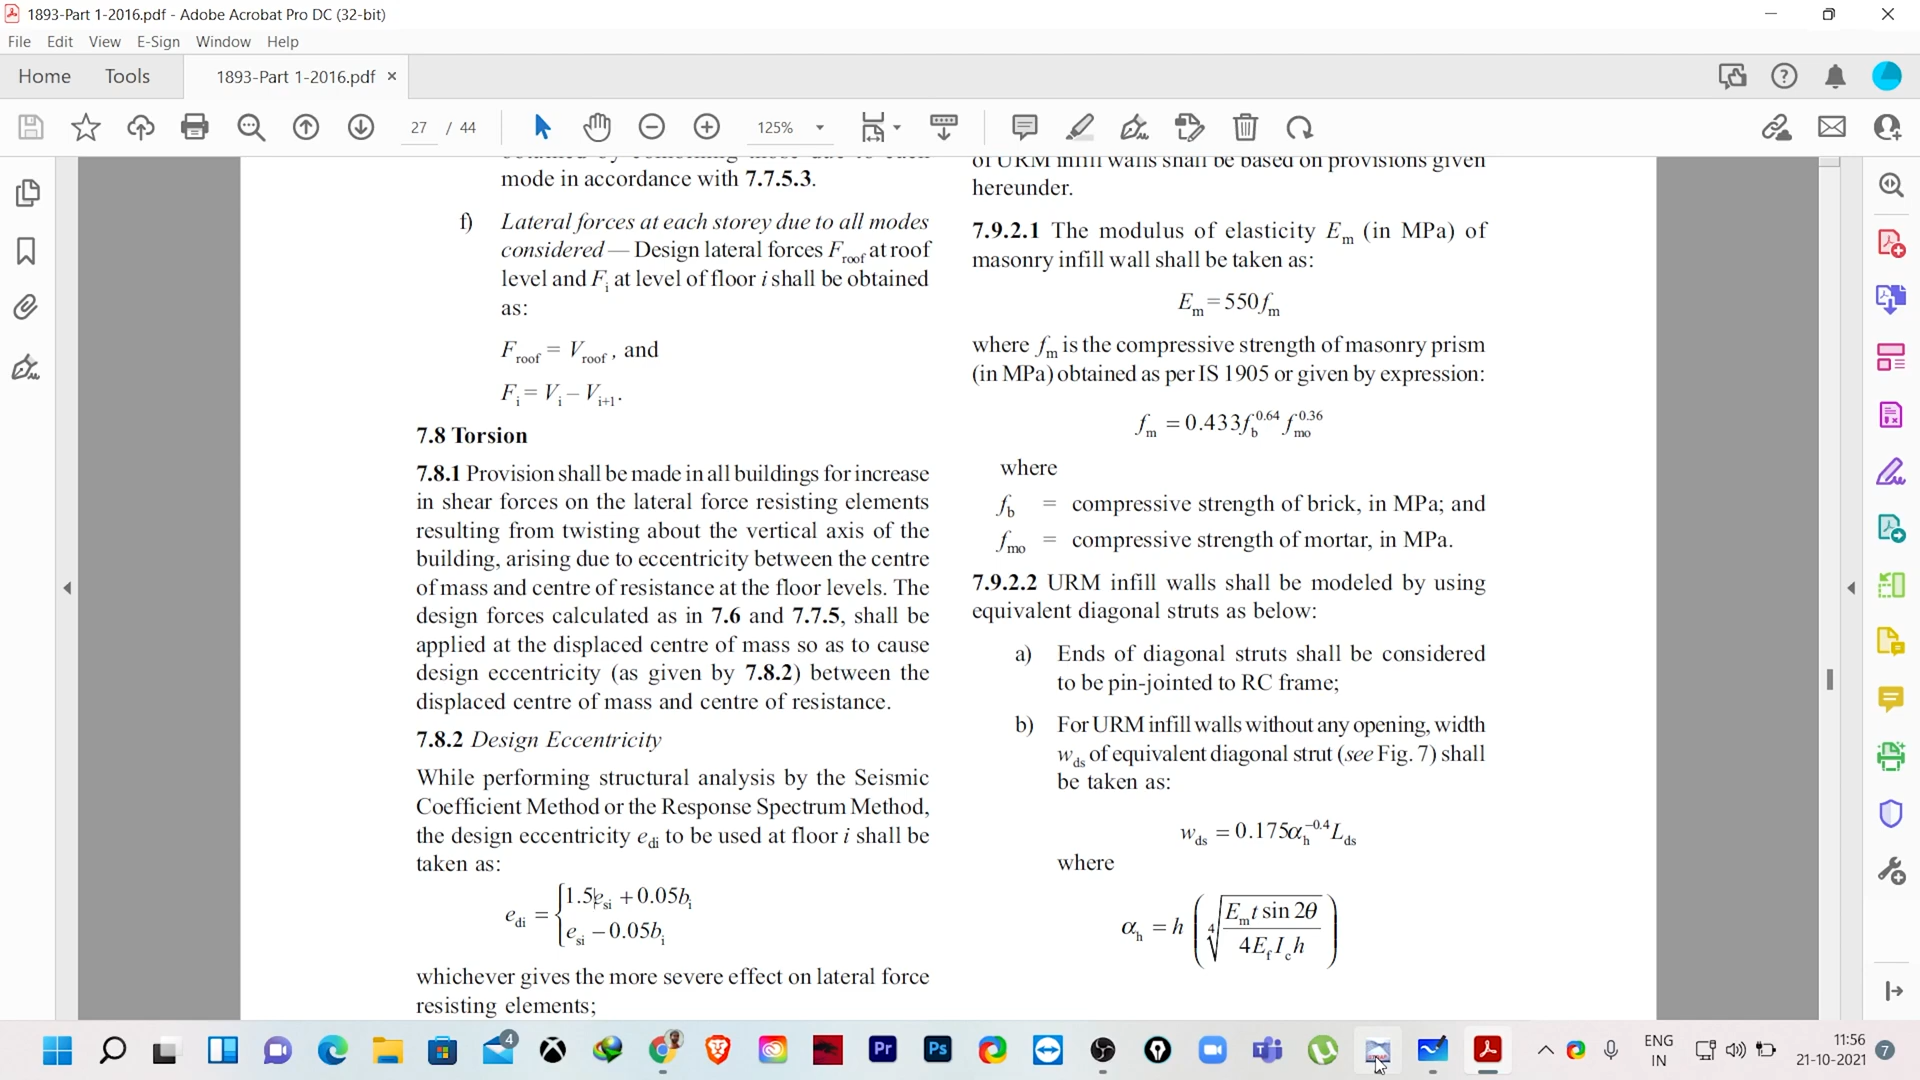 1893-Part 1-2016.pdf - Adobe Acrobat Pro DC (32-bit)
File Edit View E-Sign Window Help
Home Tools 1893-Part 1-2016.pdf ×
27 / 44 125%
mode in accordance with 7.7.5.3.
f) Lateral forces at each storey due to all modes
considered — Design lateral forces F_roof at roof
level and F_i at level of floor i shall be obtained
as:
F_roof = V_roof , and
F_i = V_i – V_i+1.
7.8 Torsion
7.8.1 Provision shall be made in all buildings for increase
in shear forces on the lateral force resisting elements
resulting from twisting about the vertical axis of the
building, arising due to eccentricity between the centre
of mass and centre of resistance at the floor levels. The
design forces calculated as in 7.6 and 7.7.5, shall be
applied at the displaced centre of mass so as to cause
design eccentricity (as given by 7.8.2) between the
displaced centre of mass and centre of resistance.
7.8.2 Design Eccentricity
While performing structural analysis by the Seismic
Coefficient Method or the Response Spectrum Method,
the design eccentricity e_di to be used at floor i shall be
taken as:
e_di = { 1.5e_si + 0.05b_i
e_si – 0.05b_i
whichever gives the more severe effect on lateral force
resisting elements;
of URM infill walls shall be based on provisions given
hereunder.
7.9.2.1 The modulus of elasticity E_m (in MPa) of
masonry infill wall shall be taken as:
E_m = 550f_m
where f_m is the compressive strength of masonry prism
(in MPa) obtained as per IS 1905 or given by expression:
f_m = 0.433f_b^0.64 f_mo^0.36
where
f_b = compressive strength of brick, in MPa; and
f_mo = compressive strength of mortar, in MPa.
7.9.2.2 URM infill walls shall be modeled by using
equivalent diagonal struts as below:
a) Ends of diagonal struts shall be considered
to be pin-jointed to RC frame;
b) For URM infill walls without any opening, width
w_ds of equivalent diagonal strut (see Fig. 7) shall
be taken as:
w_ds = 0.175α_h^–0.4 L_ds
where
α_h = h ( ⁴√(E_m t sin 2θ / 4E_f I_c h) )
4
Pr
Ps
ENG
IN
11:56
21-10-2021
7